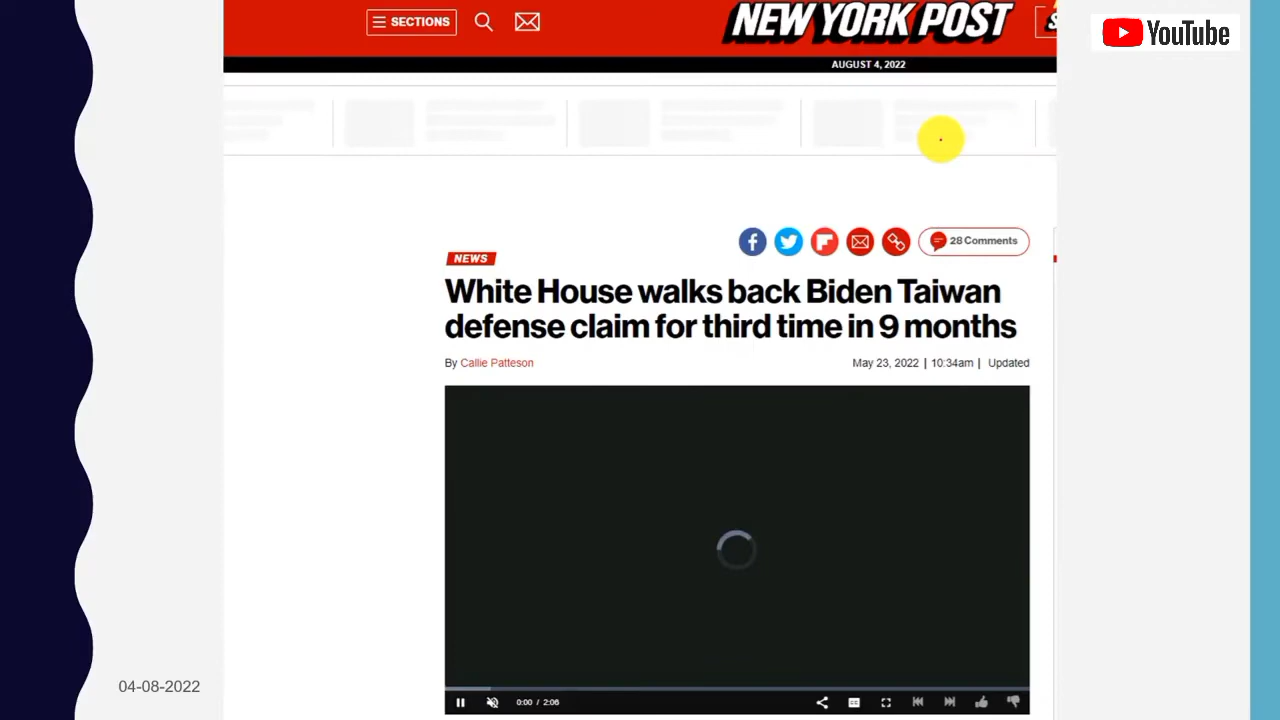 SECTIONS
NEW YORK POST
YouTube
AUGUST 4, 2022
28 Comments
NEWS
White House walks back Biden Taiwan
defense claim for third time in 9 months
By Callie Patteson
May 23, 2022 | 10:34am | Updated
0:00 / 2:06
04-08-2022